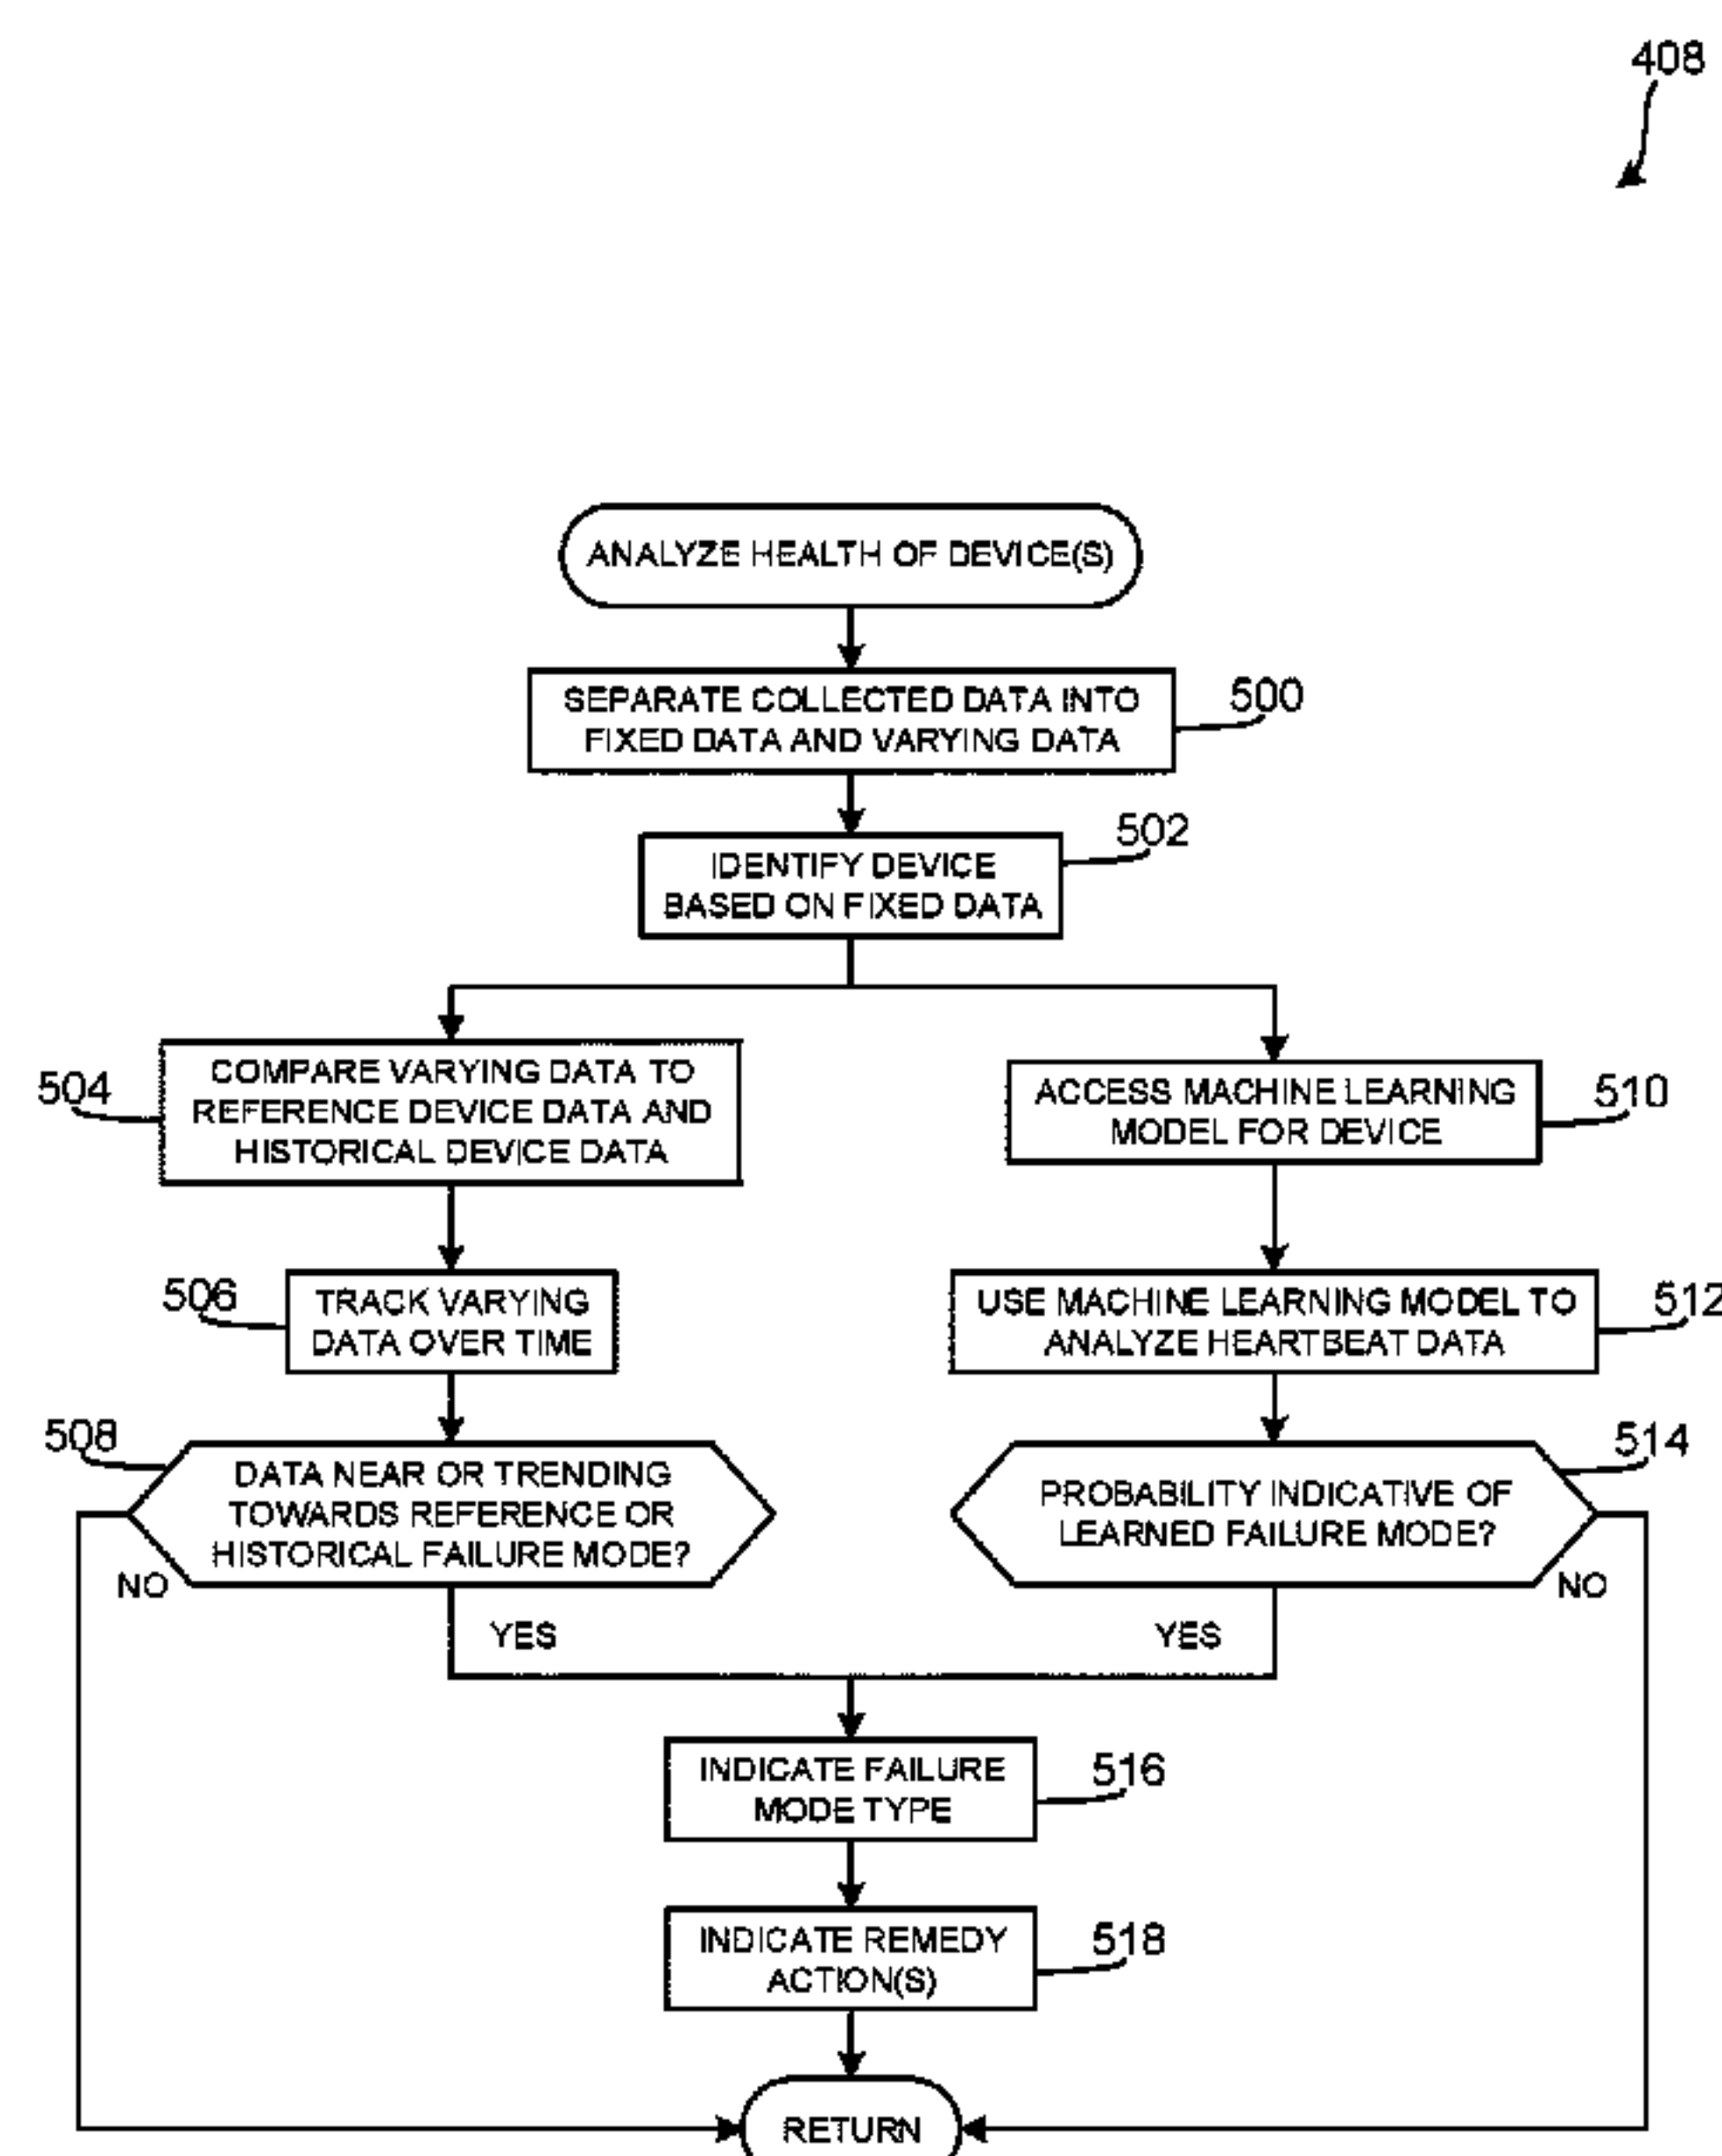 408
ANALYZE HEALTH OF DEVICE(S)
SEPARATE COLLECTED DATA INTO
FIXED DATA AND VARYING DATA
500
IDENTIFY DEVICE
BASED ON FIXED DATA
502
504
COMPARE VARYING DATA TO
REFERENCE DEVICE DATA AND
HISTORICAL DEVICE DATA
ACCESS MACHINE LEARNING
MODEL FOR DEVICE
510
506
TRACK VARYING
DATA OVER TIME
USE MACHINE LEARNING MODEL TO
ANALYZE HEARTBEAT DATA
512
508
DATA NEAR OR TRENDING
TOWARDS REFERENCE OR
HISTORICAL FAILURE MODE?
NO
YES
PROBABILITY INDICATIVE OF
LEARNED FAILURE MODE?
514
NO
YES
INDICATE FAILURE
MODE TYPE
516
INDICATE REMEDY
ACTION(S)
518
RETURN